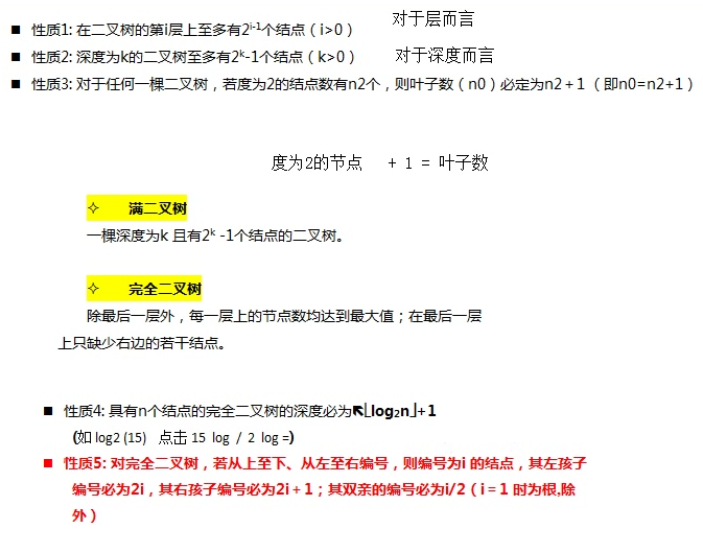 ■ 性质1: 在二叉树的第i层上至多有2^{i-1}个结点（i>0） 对于层而言
■ 性质2: 深度为k的二叉树至多有2^k-1个结点（k>0） 对于深度而言
■ 性质3: 对于任何一棵二叉树，若度为2的结点数有n2个，则叶子数（n0）必定为n2＋1 （即n0=n2+1）
度为2的节点 + 1 = 叶子数
✧ 满二叉树
一棵深度为k 且有2^k -1个结点的二叉树。
✧ 完全二叉树
除最后一层外，每一层上的节点数均达到最大值；在最后一层
上只缺少右边的若干结点。
■ 性质4: 具有n个结点的完全二叉树的深度必为⌊log₂n⌋+1
(如 log2 (15) 点击 15 log / 2 log =)
■ 性质5: 对完全二叉树，若从上至下、从左至右编号，则编号为i 的结点，其左孩子
编号必为2i，其右孩子编号必为2i＋1；其双亲的编号必为i/2（i＝1 时为根,除
外）